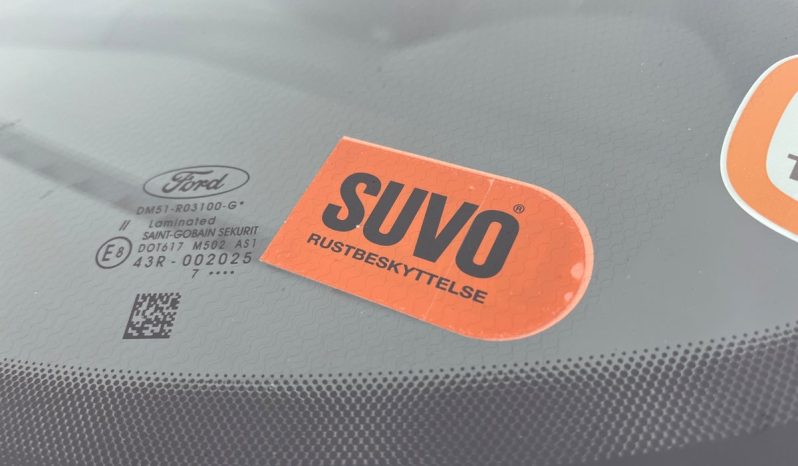 Ford
DM51-R03100-G*
// Laminated
SAINT-GOBAIN SEKURIT
E8
DOT617 M502 AS1
43R-002025
7 ••••
SUVO®
RUSTBESKYTTELSE